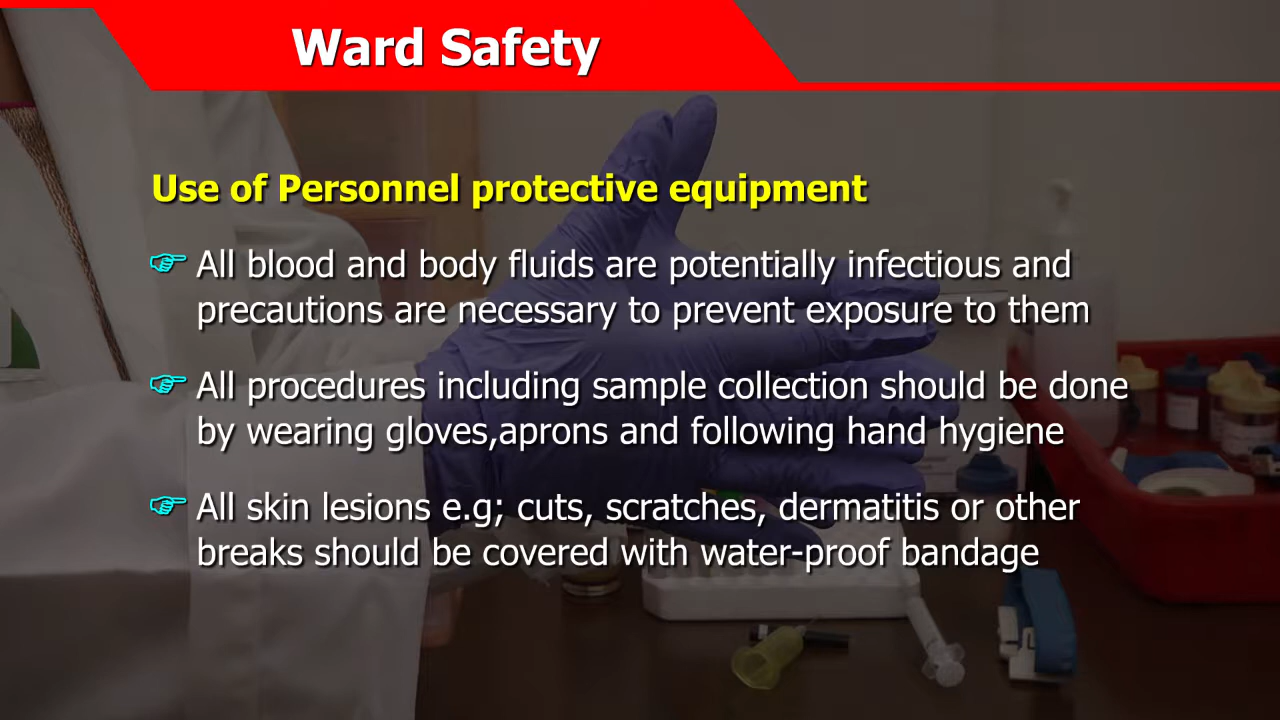 Ward Safety
Use of Personnel protective equipment
All blood and body fluids are potentially infectious and
precautions are necessary to prevent exposure to them
All procedures including sample collection should be done
by wearing gloves,aprons and following hand hygiene
All skin lesions e.g; cuts, scratches, dermatitis or other
breaks should be covered with water-proof bandage